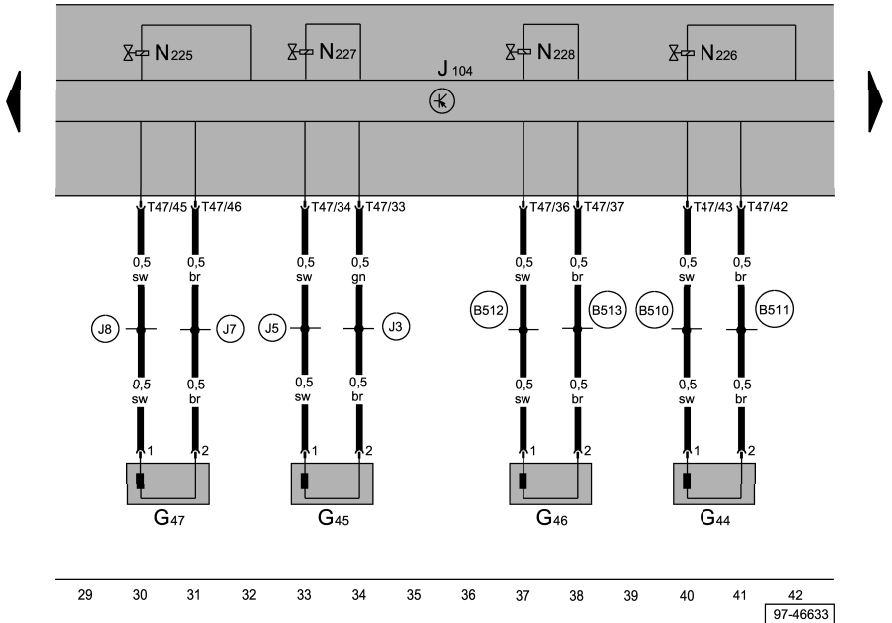 N225 N227 N228 N226
J 104
T47/45 T47/46 T47/34 T47/33 T47/36 T47/37 T47/43 T47/42
0,5 0,5 0,5 0,5 0,5 0,5 0,5 0,5
sw br sw gn sw br sw br
J8 J7 J5 J3 B512 B513 B510 B511
0,5 0,5 0,5 0,5 0,5 0,5 0,5 0,5
sw br sw br sw br sw br
1 2 1 2 1 2 1 2
G47 G45 G46 G44
29 30 31 32 33 34 35 36 37 38 39 40 41 42
97-46633